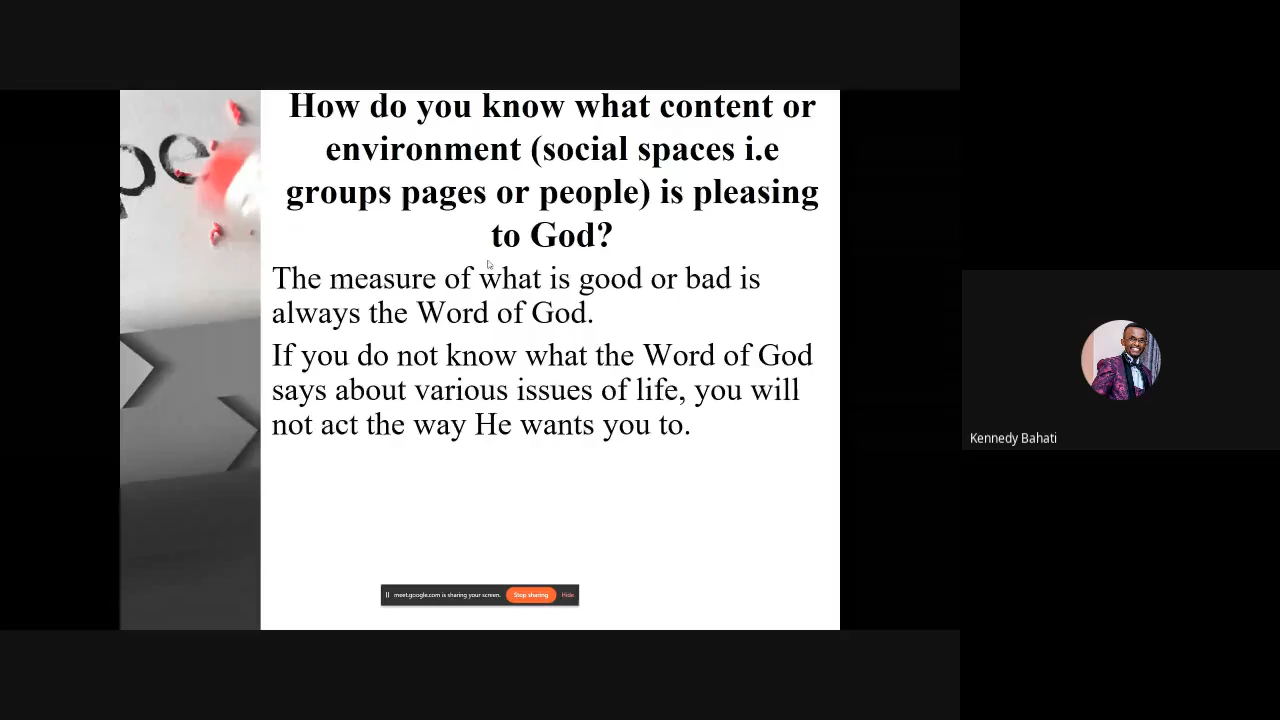 How do you know what content or
environment (social spaces i.e
groups pages or people) is pleasing
to God?
The measure of what is good or bad is
always the Word of God.
If you do not know what the Word of God
says about various issues of life, you will
not act the way He wants you to.
pe
meet.google.com is sharing your screen. Stop sharing Hide
Kennedy Bahati